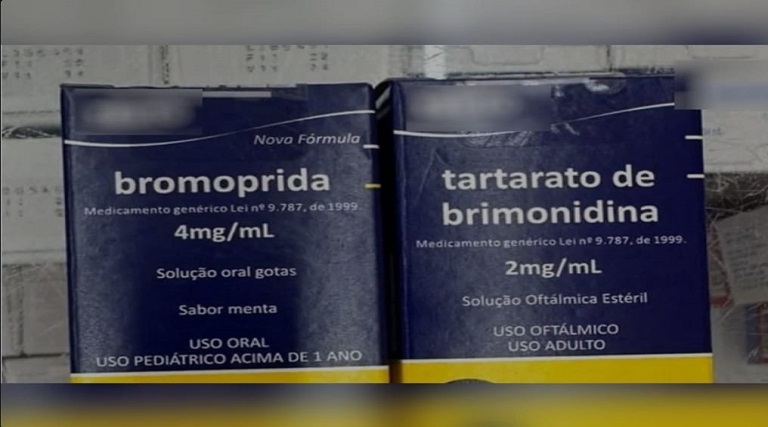 Nova Fórmula
bromoprida
Medicamento genérico Lei nº 9.787, de 1999.
4mg/mL
Solução oral gotas
Sabor menta
USO ORAL
USO PEDIÁTRICO ACIMA DE 1 ANO
tartarato de
brimonidina
Medicamento genérico Lei nº 9.787, de 1999.
2mg/mL
Solução Oftálmica Estéril
USO OFTÁLMICO
USO ADULTO